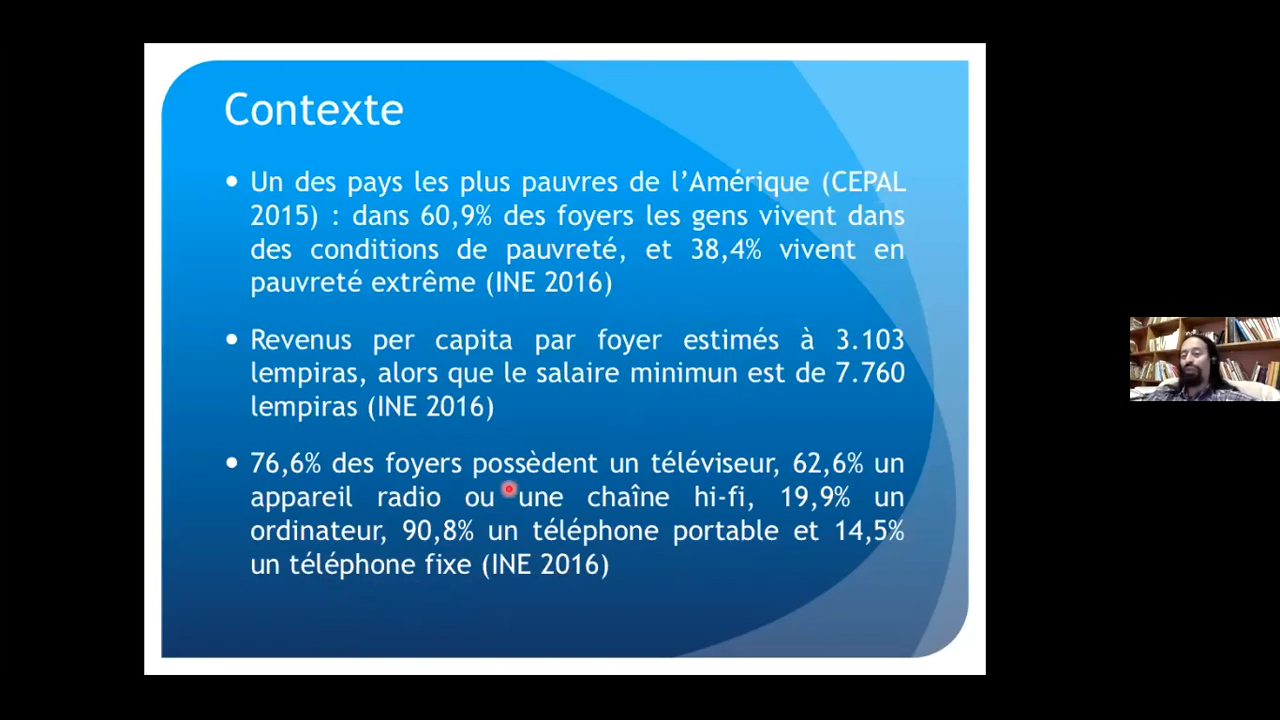 Contexte
• Un des pays les plus pauvres de l’Amérique (CEPAL
2015) : dans 60,9% des foyers les gens vivent dans
des conditions de pauvreté, et 38,4% vivent en
pauvreté extrême (INE 2016)
• Revenus per capita par foyer estimés à 3.103
lempiras, alors que le salaire minimun est de 7.760
lempiras (INE 2016)
• 76,6% des foyers possèdent un téléviseur, 62,6% un
appareil radio ou une chaîne hi-fi, 19,9% un
ordinateur, 90,8% un téléphone portable et 14,5%
un téléphone fixe (INE 2016)